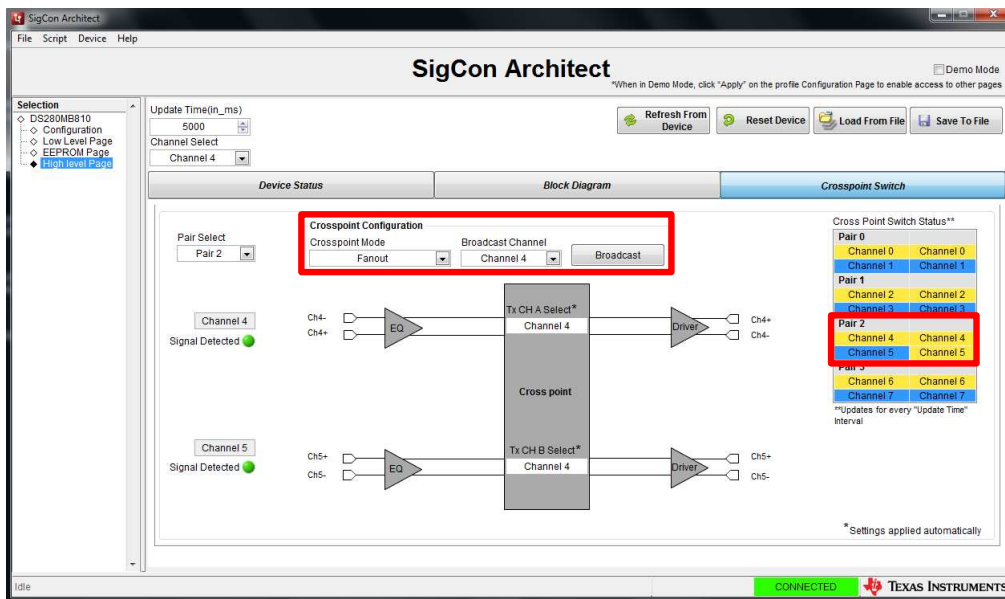 SigCon Architect
File Script Device Help
SigCon Architect
Demo Mode
*When in Demo Mode, click "Apply" on the profile Configuration Page to enable access to other pages
Selection
DS280MB810
Configuration
Low Level Page
EEPROM Page
High level Page
Update Time(in_ms)
5000
Channel Select
Channel 4
Refresh From Device
Reset Device
Load From File
Save To File
Device Status
Block Diagram
Crosspoint Switch
Pair Select
Pair 2
Crosspoint Configuration
Crosspoint Mode
Fanout
Broadcast Channel
Channel 4
Broadcast
Channel 4
Signal Detected
Ch4-
Ch4+
EQ
Tx CH A Select*
Channel 4
Driver
Ch4+
Ch4-
Cross point
Channel 5
Signal Detected
Ch5+
Ch5-
EQ
Tx CH B Select*
Channel 4
Driver
Ch5+
Ch5-
Cross Point Switch Status**
Pair 0
Channel 0 Channel 0
Channel 1 Channel 1
Pair 1
Channel 2 Channel 2
Channel 3 Channel 3
Pair 2
Channel 4 Channel 4
Channel 5 Channel 5
Pair 3
Channel 6 Channel 6
Channel 7 Channel 7
**Updates for every "Update Time"
Interval
*Settings applied automatically
Idle
CONNECTED
TEXAS INSTRUMENTS